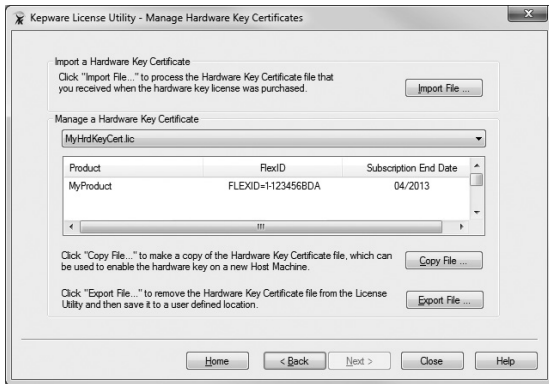 Kepware License Utility - Manage Hardware Key Certificates
Import a Hardware Key Certificate
Click "Import File..." to process the Hardware Key Certificate file that
you received when the hardware key license was purchased.
Import File ...
Manage a Hardware Key Certificate
MyHrdKeyCert.lic
Product FlexID Subscription End Date
MyProduct FLEXID=1-123456BDA 04/2013
Click "Copy File..." to make a copy of the Hardware Key Certificate file, which can
be used to enable the hardware key on a new Host Machine.
Copy File ...
Click "Export File..." to remove the Hardware Key Certificate file from the License
Utility and then save it to a user defined location.
Export File ...
Home < Back Next > Close Help